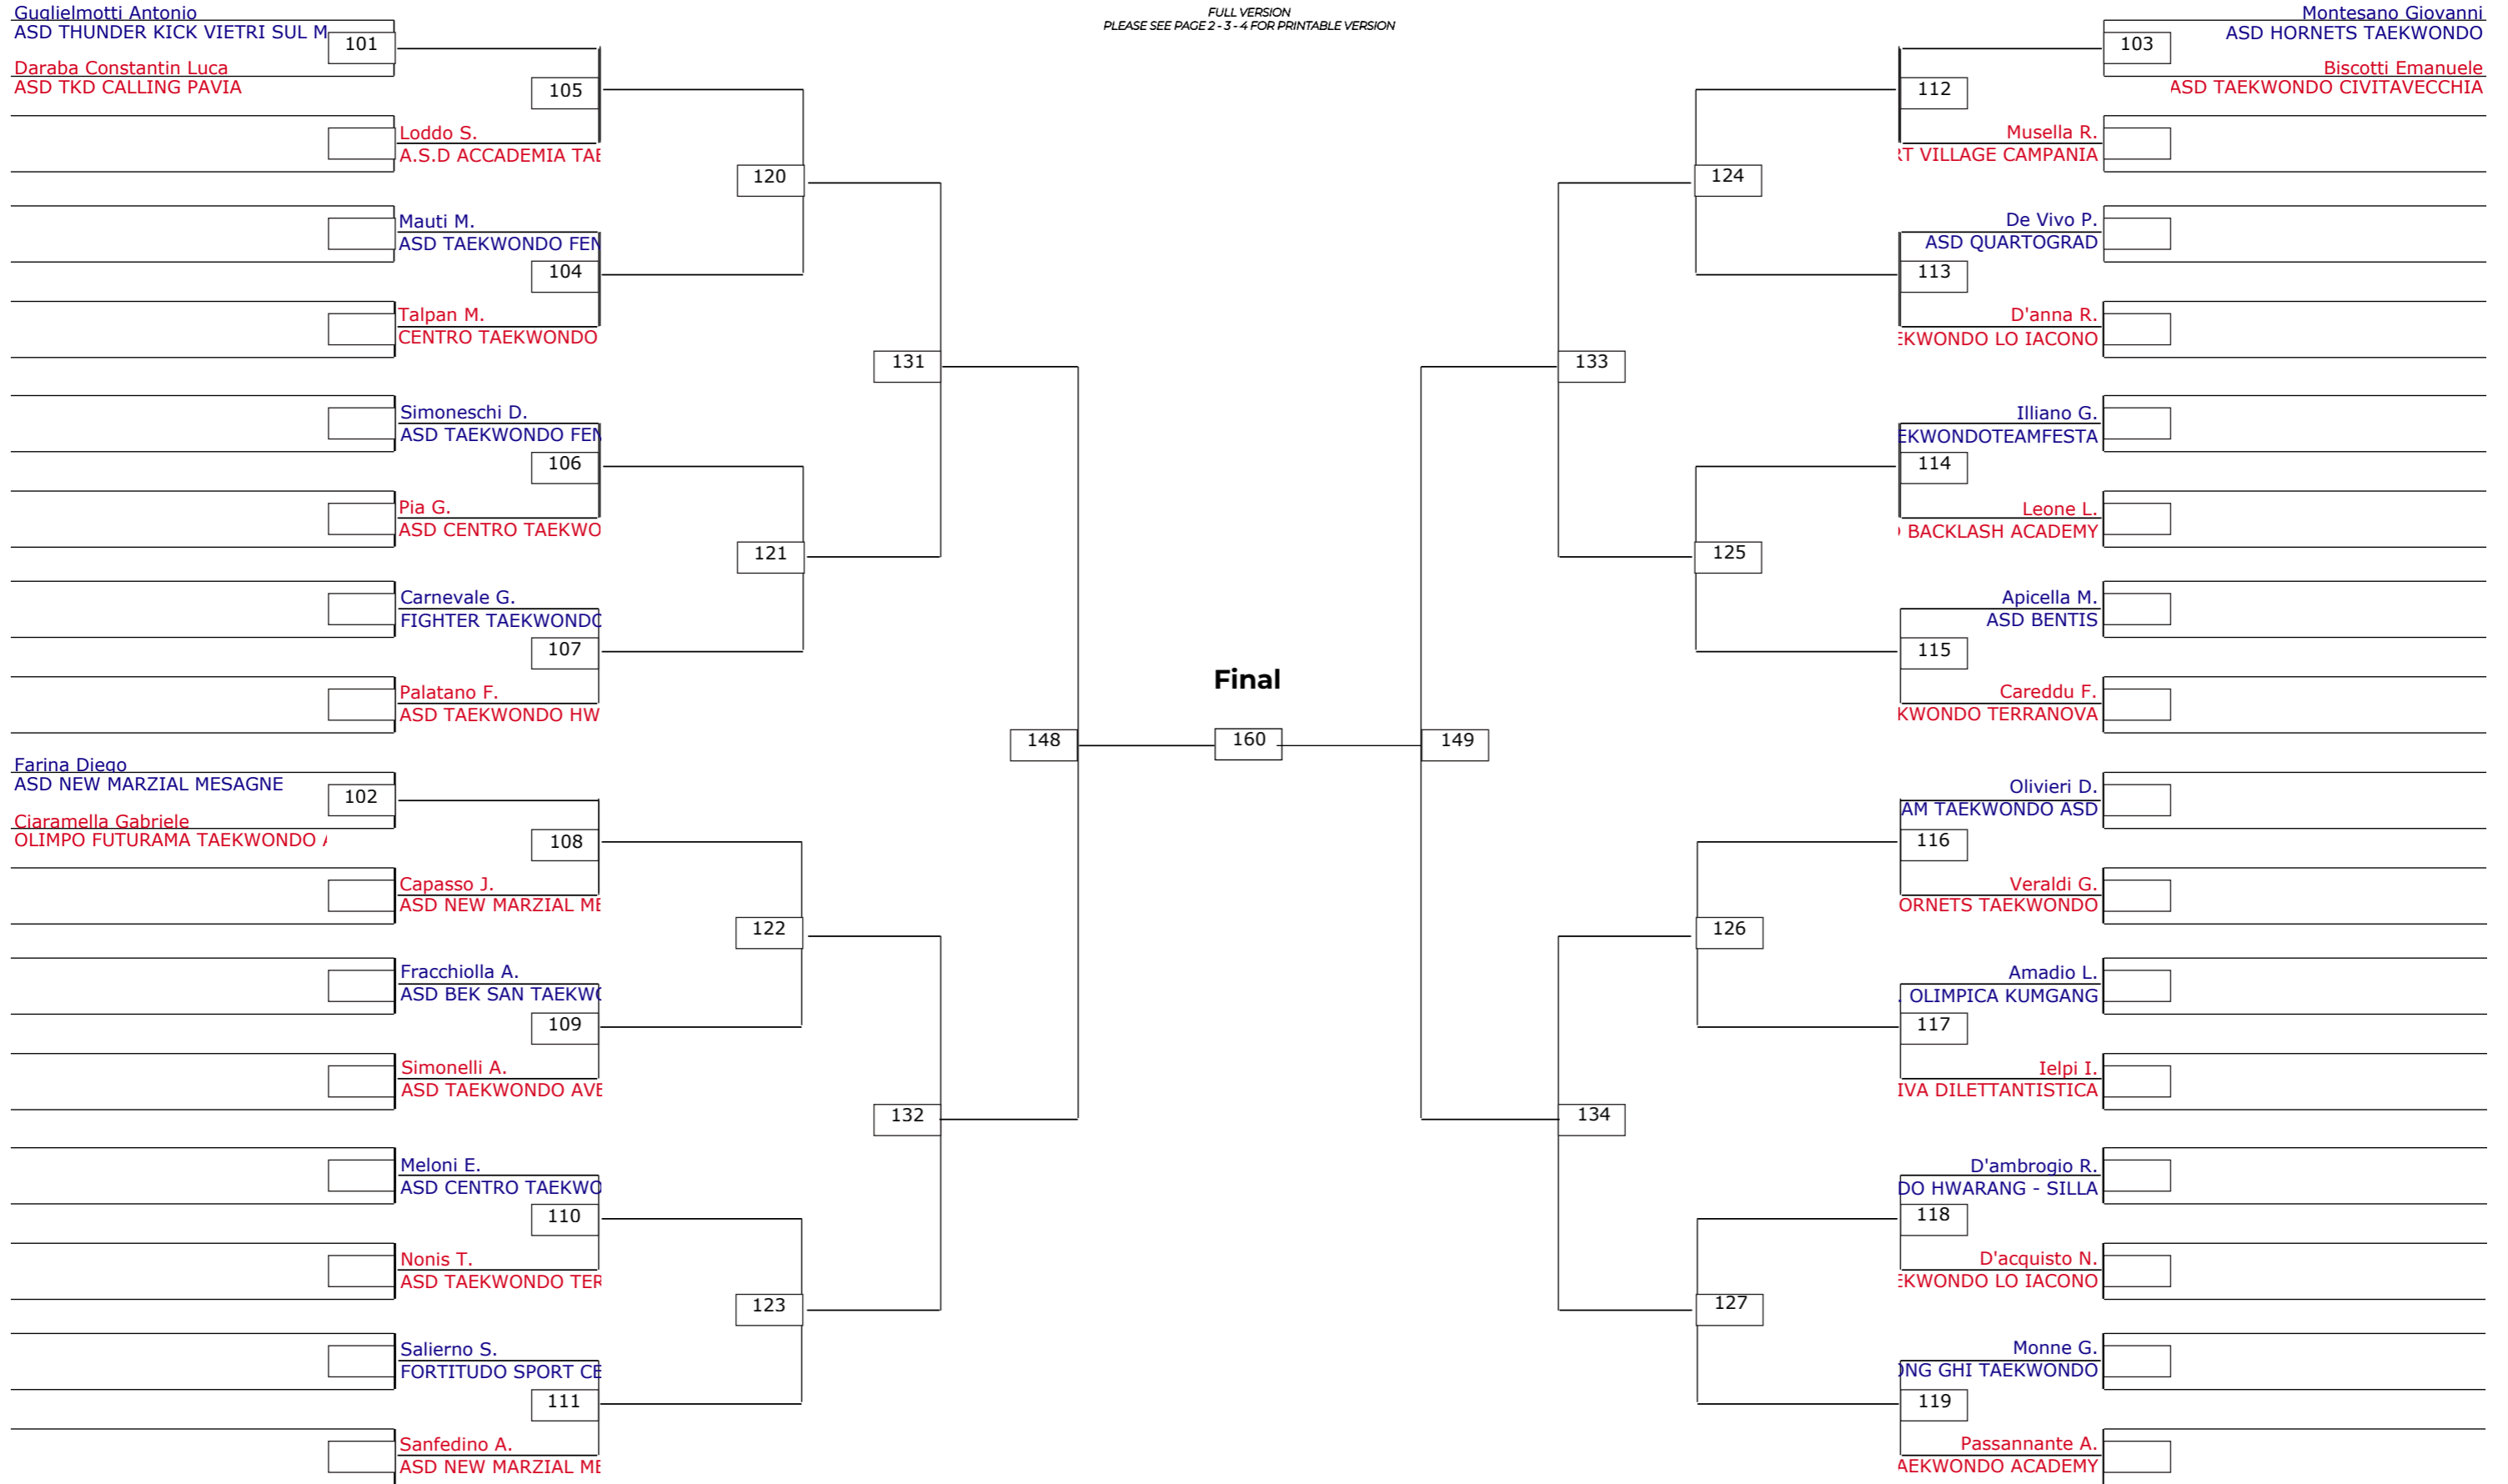 FULL VERSION
PLEASE SEE PAGE 2 - 3 - 4 FOR PRINTABLE VERSION
Guglielmotti Antonio
ASD THUNDER KICK VIETRI SUL M
101
Daraba Constantin Luca
ASD TKD CALLING PAVIA
105
Loddo S.
A.S.D ACCADEMIA TAE
120
Mauti M.
ASD TAEKWONDO FEN
104
Talpan M.
CENTRO TAEKWONDO
131
Simoneschi D.
ASD TAEKWONDO FEN
106
Pia G.
ASD CENTRO TAEKWO
121
Carnevale G.
FIGHTER TAEKWONDO
107
Palatano F.
ASD TAEKWONDO HW
148
Farina Diego
ASD NEW MARZIAL MESAGNE
102
Ciaramella Gabriele
OLIMPO FUTURAMA TAEKWONDO A
108
Capasso J.
ASD NEW MARZIAL ME
122
Fracchiolla A.
ASD BEK SAN TAEKWO
109
Simonelli A.
ASD TAEKWONDO AVE
132
Meloni E.
ASD CENTRO TAEKWO
110
Nonis T.
ASD TAEKWONDO TER
123
Salierno S.
FORTITUDO SPORT CE
111
Sanfedino A.
ASD NEW MARZIAL ME
Final
160
Montesano Giovanni
ASD HORNETS TAEKWONDO
103
Biscotti Emanuele
ASD TAEKWONDO CIVITAVECCHIA
112
Musella R.
RT VILLAGE CAMPANIA
124
De Vivo P.
ASD QUARTOGRAD
113
D'anna R.
EKWONDO LO IACONO
133
Illiano G.
EKWONDOTEAMFESTA
114
Leone L.
BACKLASH ACADEMY
125
Apicella M.
ASD BENTIS
115
Careddu F.
KWONDO TERRANOVA
149
Olivieri D.
AM TAEKWONDO ASD
116
Veraldi G.
ORNETS TAEKWONDO
126
Amadio L.
. OLIMPICA KUMGANG
117
Ielpi I.
IVA DILETTANTISTICA
134
D'ambrogio R.
DO HWARANG - SILLA
118
D'acquisto N.
EKWONDO LO IACONO
127
Monne G.
ONG GHI TAEKWONDO
119
Passannante A.
AEKWONDO ACADEMY